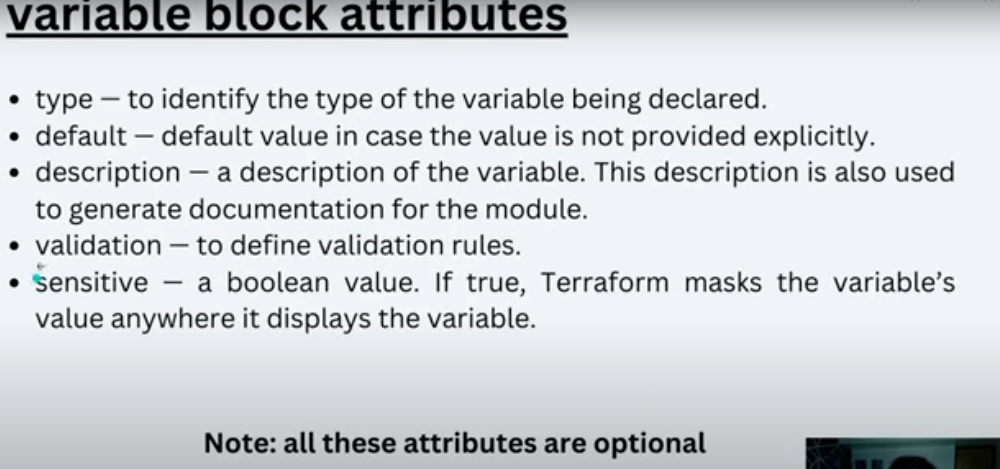 variable block attributes
• type — to identify the type of the variable being declared.
• default — default value in case the value is not provided explicitly.
• description — a description of the variable. This description is also used
to generate documentation for the module.
• validation — to define validation rules.
• sensitive — a boolean value. If true, Terraform masks the variable’s
value anywhere it displays the variable.
Note: all these attributes are optional